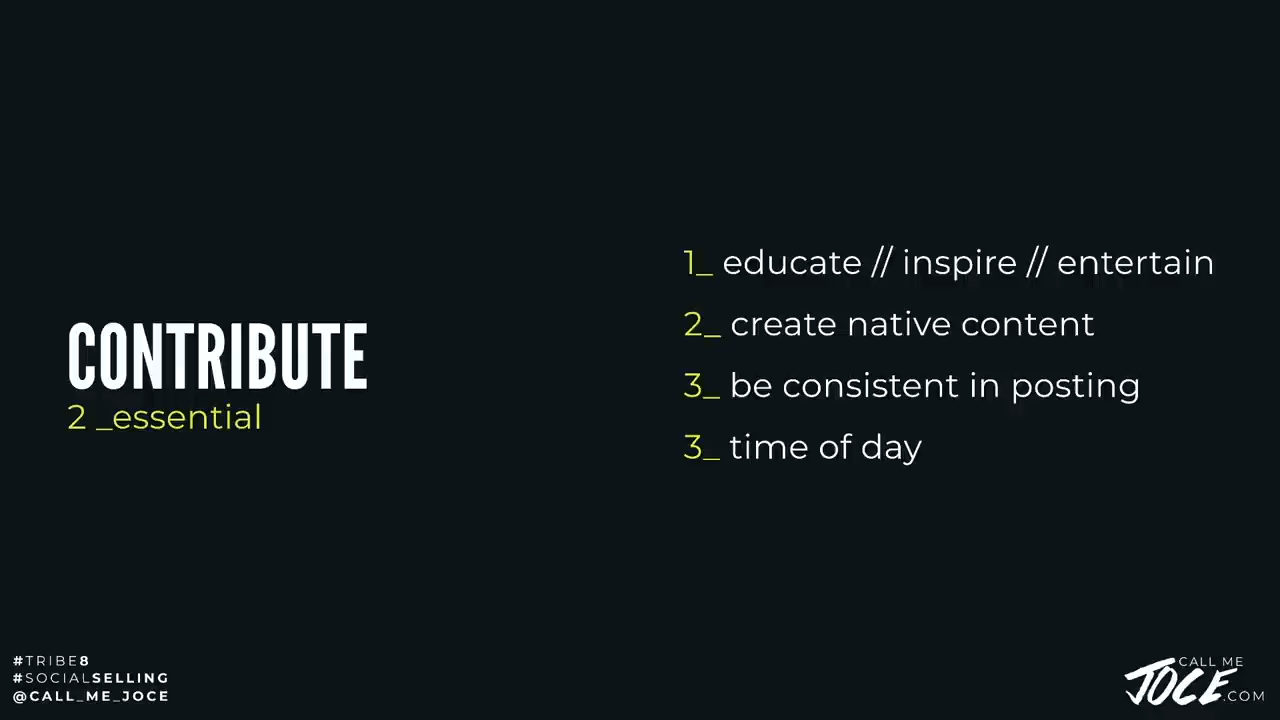 CONTRIBUTE
2 _essential
1_ educate // inspire // entertain
2_ create native content
3_ be consistent in posting
3_ time of day
#TRIBE8
#SOCIALSELLING
@CALL_ME_JOCE
CALL ME
JOCE.COM